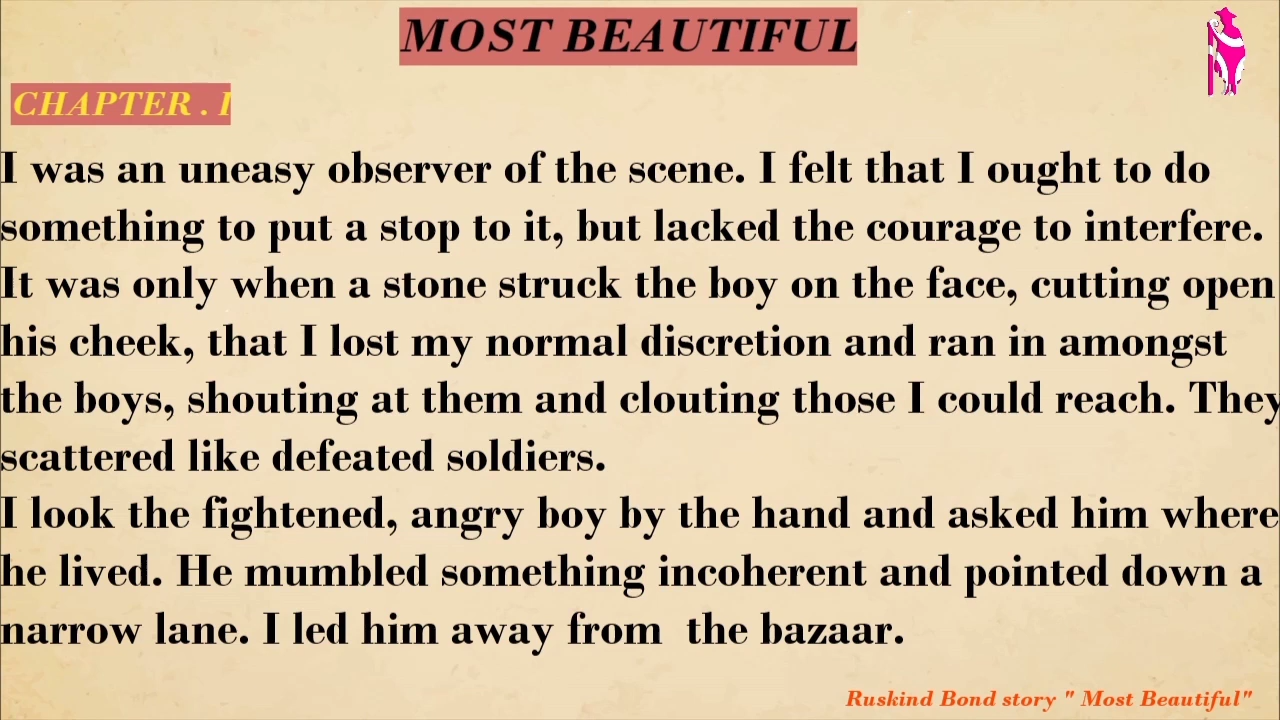 MOST BEAUTIFUL
CHAPTER . I
I was an uneasy observer of the scene. I felt that I ought to do
something to put a stop to it, but lacked the courage to interfere.
It was only when a stone struck the boy on the face, cutting open
his cheek, that I lost my normal discretion and ran in amongst
the boys, shouting at them and clouting those I could reach. They
scattered like defeated soldiers.
I look the fightened, angry boy by the hand and asked him where
he lived. He mumbled something incoherent and pointed down a
narrow lane. I led him away from  the bazaar.
Ruskind Bond story " Most Beautiful"